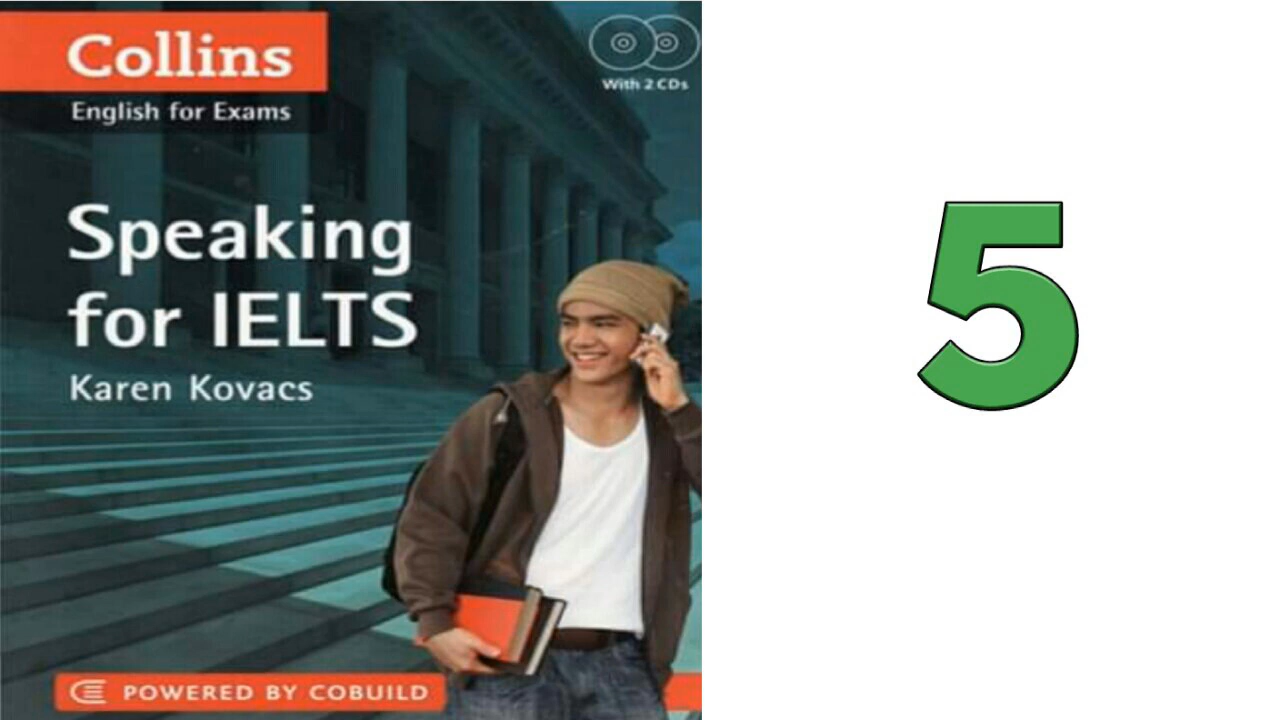 Collins
English for Exams
With 2 CDs
Speaking
for IELTS
Karen Kovacs
POWERED BY COBUILD
5